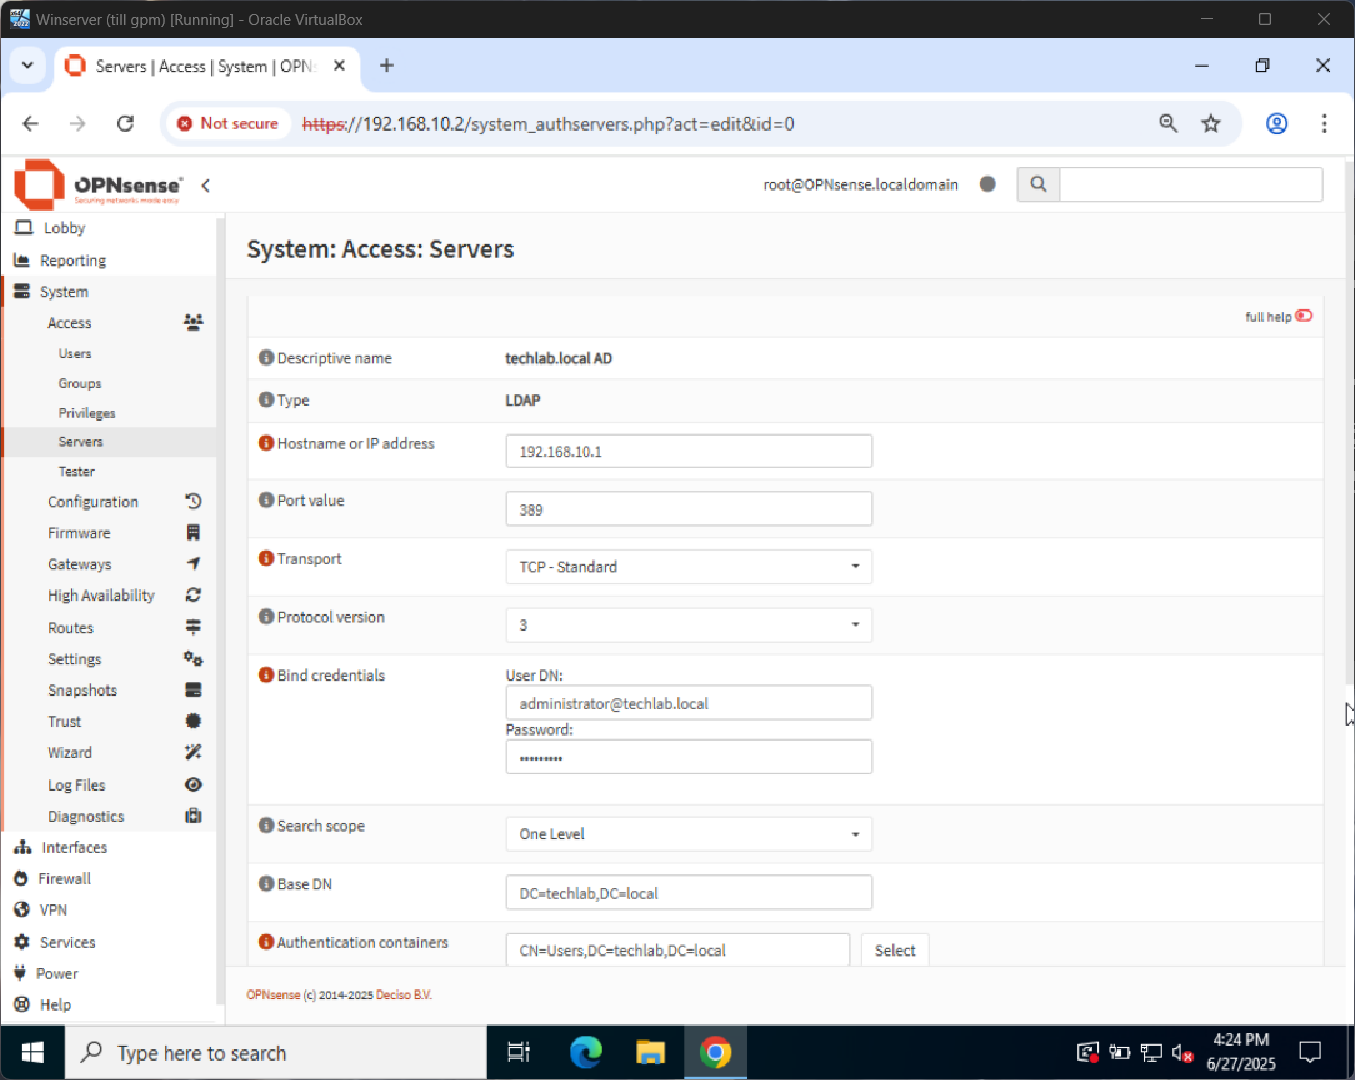 Winserver (till gpm) [Running] - Oracle VirtualBox
Servers | Access | System | OPN
Not secure
https://192.168.10.2/system_authservers.php?act=edit&id=0
OPNsense
Securing networks made easy
root@OPNsense.localdomain
Lobby
Reporting
System
Access
Users
Groups
Privileges
Servers
Tester
Configuration
Firmware
Gateways
High Availability
Routes
Settings
Snapshots
Trust
Wizard
Log Files
Diagnostics
Interfaces
Firewall
VPN
Services
Power
Help
System: Access: Servers
full help
Descriptive name
techlab.local AD
Type
LDAP
Hostname or IP address
192.168.10.1
Port value
389
Transport
TCP - Standard
Protocol version
3
Bind credentials
User DN:
administrator@techlab.local
Password:
•••••••••
Search scope
One Level
Base DN
DC=techlab,DC=local
Authentication containers
CN=Users,DC=techlab,DC=local
Select
OPNsense (c) 2014-2025 Deciso B.V.
Type here to search
4:24 PM
6/27/2025